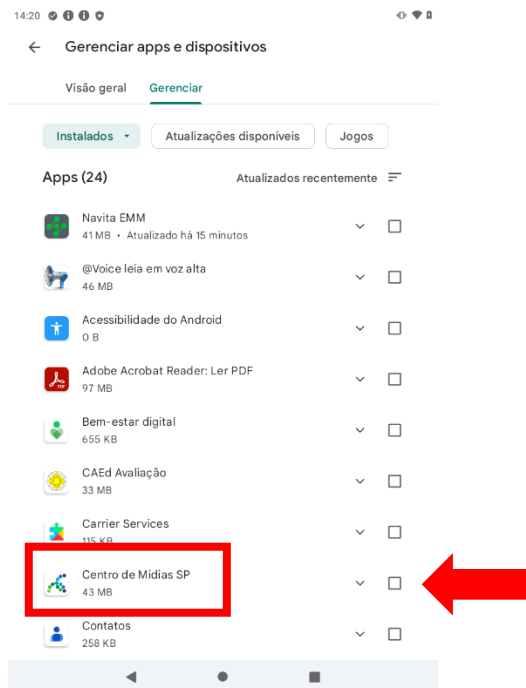 14:20
Gerenciar apps e dispositivos
Visão geral Gerenciar
Instalados Atualizações disponíveis Jogos
Apps (24) Atualizados recentemente
Navita EMM
41 MB • Atualizado há 15 minutos
@Voice leia em voz alta
46 MB
Acessibilidade do Android
0 B
Adobe Acrobat Reader: Ler PDF
97 MB
Bem-estar digital
655 KB
CAEd Avaliação
33 MB
Carrier Services
115 KB
Centro de Mídias SP
43 MB
Contatos
258 KB